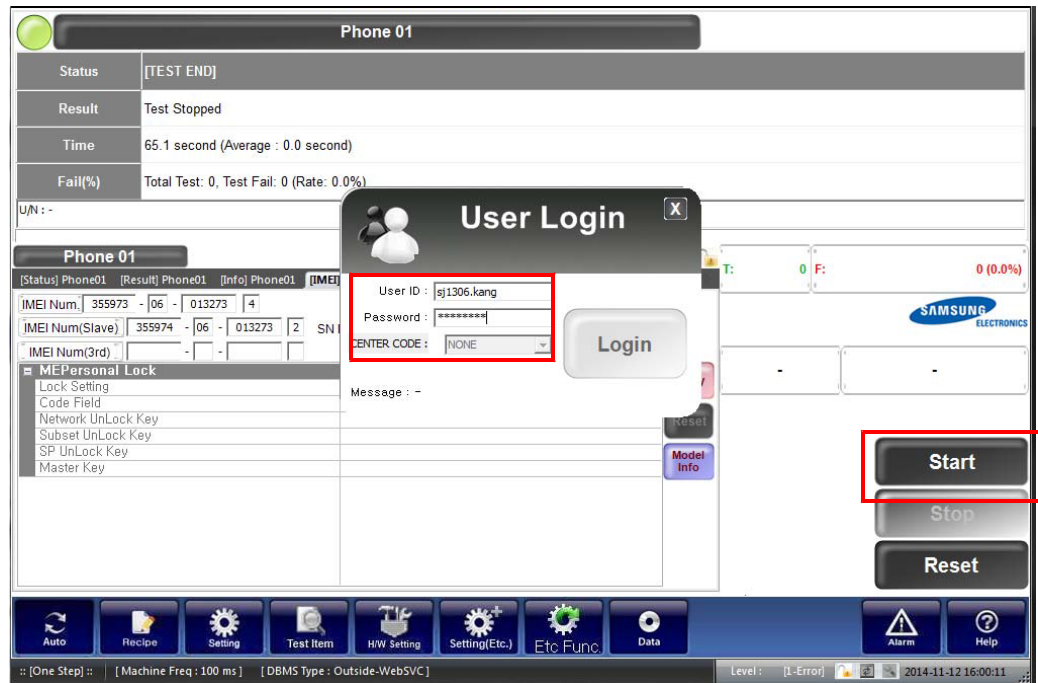 Phone 01
Status [TEST END]
Result Test Stopped
Time 65.1 second (Average : 0.0 second)
Fail(%) Total Test: 0, Test Fail: 0 (Rate: 0.0%)
U/N : -
User Login X
User ID : sj1306.kang
Password : ********
CENTER CODE : NONE
Login
Message : -
Phone 01
[Status] Phone01 [Result] Phone01 [Info] Phone01 [IMEI]
IMEI Num. 355973 - 06 - 013273 4
IMEI Num(Slave) 355974 - 06 - 013273 2 SN
IMEI Num(3rd) - -
MEPersonal Lock
Lock Setting
Code Field
Network UnLock Key
Subset UnLock Key
SP UnLock Key
Master Key
Reset
Model
Info
T: 0 F: 0 (0.0%)
SAMSUNG
ELECTRONICS
- -
Start
Stop
Reset
Auto Recipe Setting Test Item H/W Setting Setting(Etc.) Etc Func. Data Alarm Help
:: [One Step] :: [ Machine Freq : 100 ms ] [ DBMS Type : Outside-WebSVC ] Level : [1-Error] 2014-11-12 16:00:11